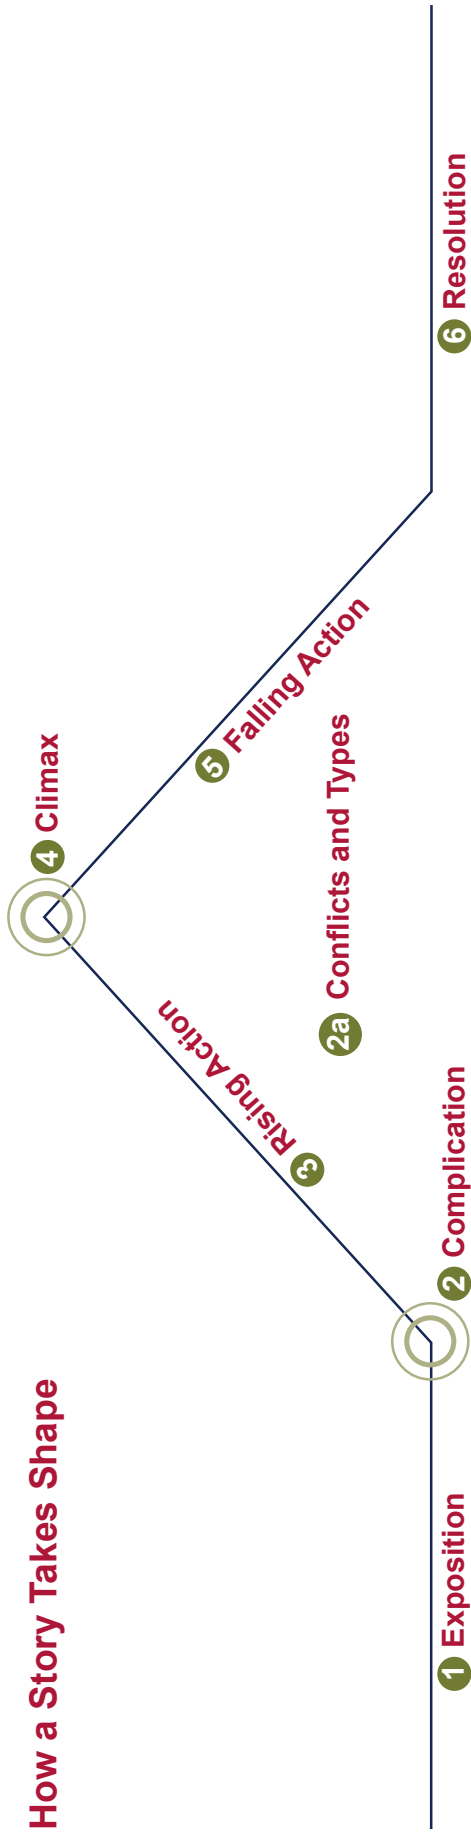 How a Story Takes Shape
1 Exposition
2 Complication
2a Conflicts and Types
3 Rising Action
4 Climax
5 Falling Action
6 Resolution